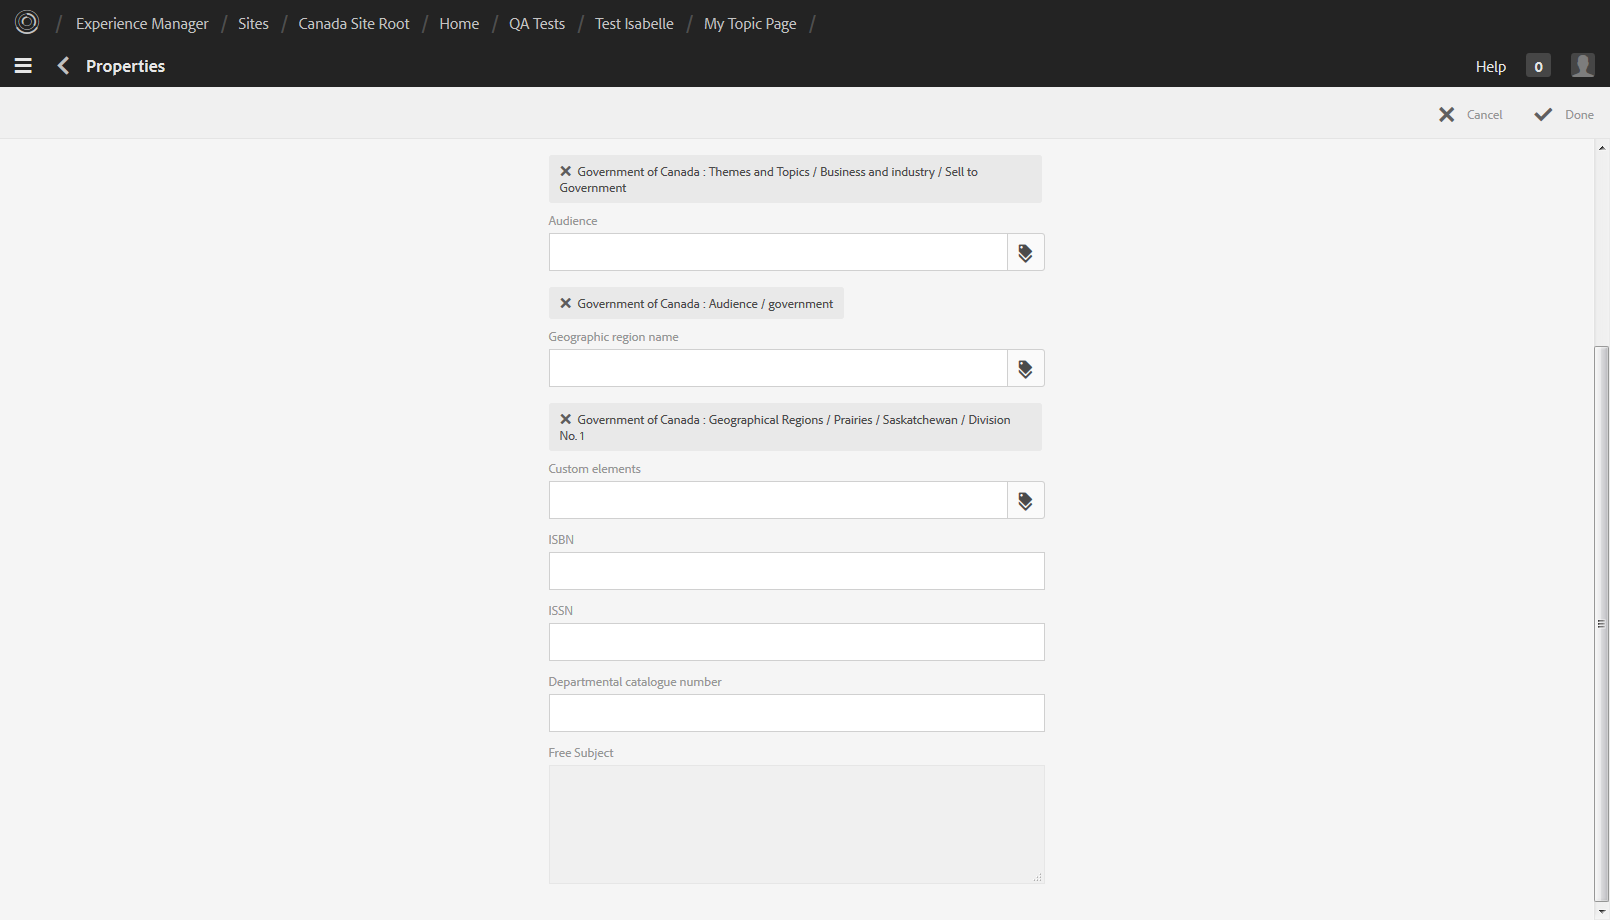 / Experience Manager / Sites / Canada Site Root / Home / QA Tests / Test Isabelle / My Topic Page /
Properties
Help 0
Cancel Done
Government of Canada : Themes and Topics / Business and industry / Sell to
Government
Audience
Government of Canada : Audience / government
Geographic region name
Government of Canada : Geographical Regions / Prairies / Saskatchewan / Division
No. 1
Custom elements
ISBN
ISSN
Departmental catalogue number
Free Subject